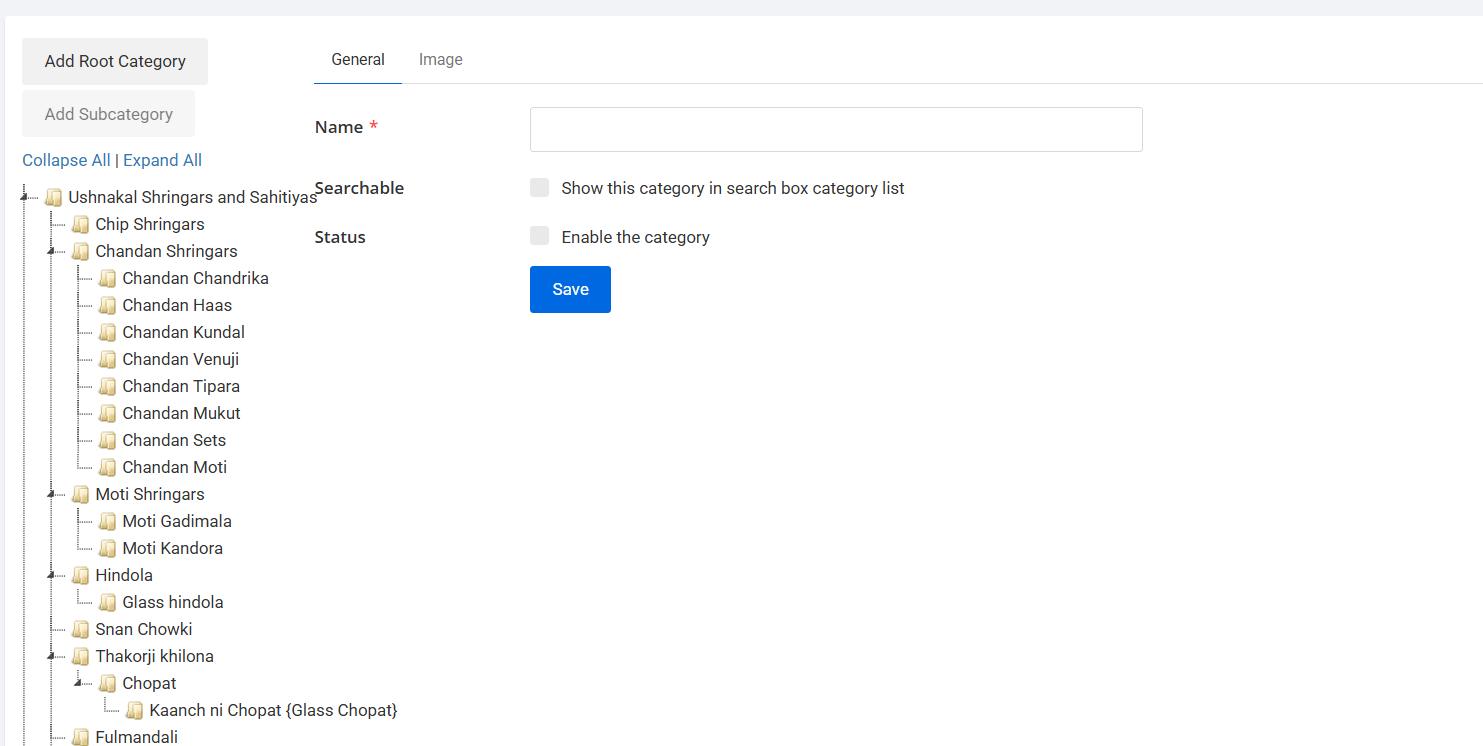 Add Root Category
Add Subcategory
Collapse All | Expand All
Ushnakal Shringars and Sahitiyas
Chip Shringars
Chandan Shringars
Chandan Chandrika
Chandan Haas
Chandan Kundal
Chandan Venuji
Chandan Tipara
Chandan Mukut
Chandan Sets
Chandan Moti
Moti Shringars
Moti Gadimala
Moti Kandora
Hindola
Glass hindola
Snan Chowki
Thakorji khilona
Chopat
Kaanch ni Chopat {Glass Chopat}
Fulmandali
General Image
Name *
Searchable Show this category in search box category list
Status Enable the category
Save